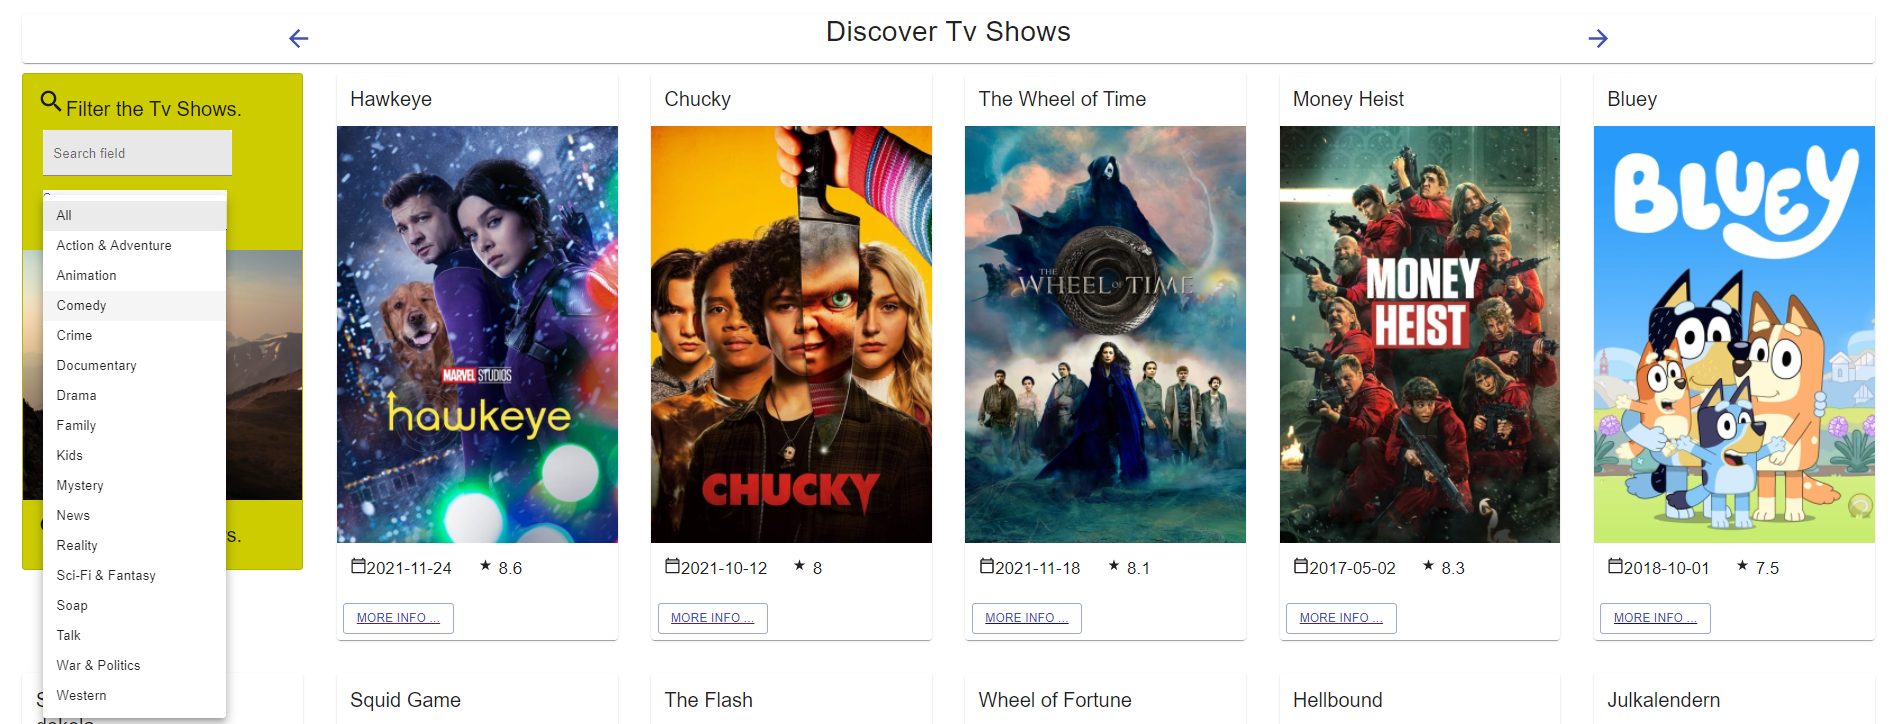 Discover Tv Shows
Filter the Tv Shows.
Search field
All
Action & Adventure
Animation
Comedy
Crime
Documentary
Drama
Family
Kids
Mystery
News
Reality
Sci-Fi & Fantasy
Soap
Talk
War & Politics
Western
s.
Hawkeye
MARVEL STUDIOS
hawkeye
2021-11-24 ★ 8.6
MORE INFO ...
Chucky
CHUCKY
2021-10-12 ★ 8
MORE INFO ...
The Wheel of Time
THE
WHEEL OF TIME
2021-11-18 ★ 8.1
MORE INFO ...
Money Heist
MONEY
HEIST
2017-05-02 ★ 8.3
MORE INFO ...
Bluey
BLUEY
2018-10-01 ★ 7.5
MORE INFO ...
Squid Game
The Flash
Wheel of Fortune
Hellbound
Julkalendern